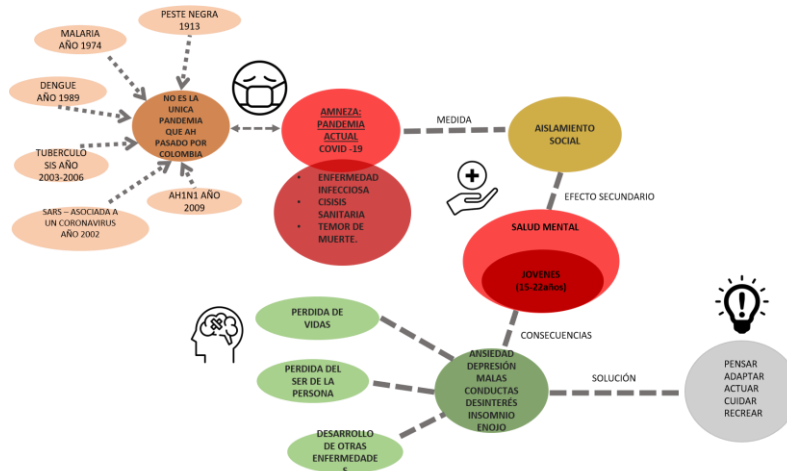 PESTE NEGRA
1913
MALARIA
AÑO 1974
DENGUE
AÑO 1989
TUBERCULO
SIS AÑO
2003-2006
SARS – ASOCIADA A
UN CORONAVIRUS
AÑO 2002
AH1N1 AÑO
2009
NO ES LA
UNICA
PANDEMIA
QUE AH
PASADO POR
COLOMBIA
AMNEZA:
PANDEMIA
ACTUAL
COVID -19
• ENFERMEDAD
INFECCIOSA
• CISISIS
SANITARIA
• TEMOR DE
MUERTE.
MEDIDA
AISLAMIENTO
SOCIAL
EFECTO SECUNDARIO
SALUD MENTAL
JOVENES
(15-22años)
CONSECUENCIAS
PERDIDA DE
VIDAS
PERDIDA DEL
SER DE LA
PERSONA
DESARROLLO
DE OTRAS
ENFERMEDADE
S
ANSIEDAD
DEPRESIÓN
MALAS
CONDUCTAS
DESINTERÉS
INSOMNIO
ENOJO
SOLUCIÓN
PENSAR
ADAPTAR
ACTUAR
CUIDAR
RECREAR